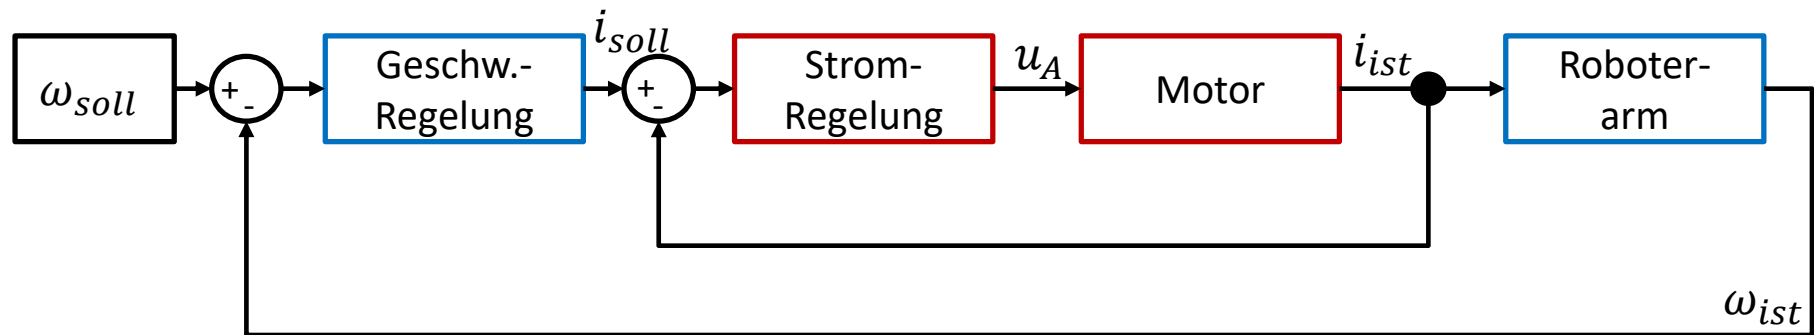 ω_soll
+
-
Geschw.-
Regelung
i_soll
+
-
Strom-
Regelung
u_A
Motor
i_ist
Roboter-
arm
ω_ist